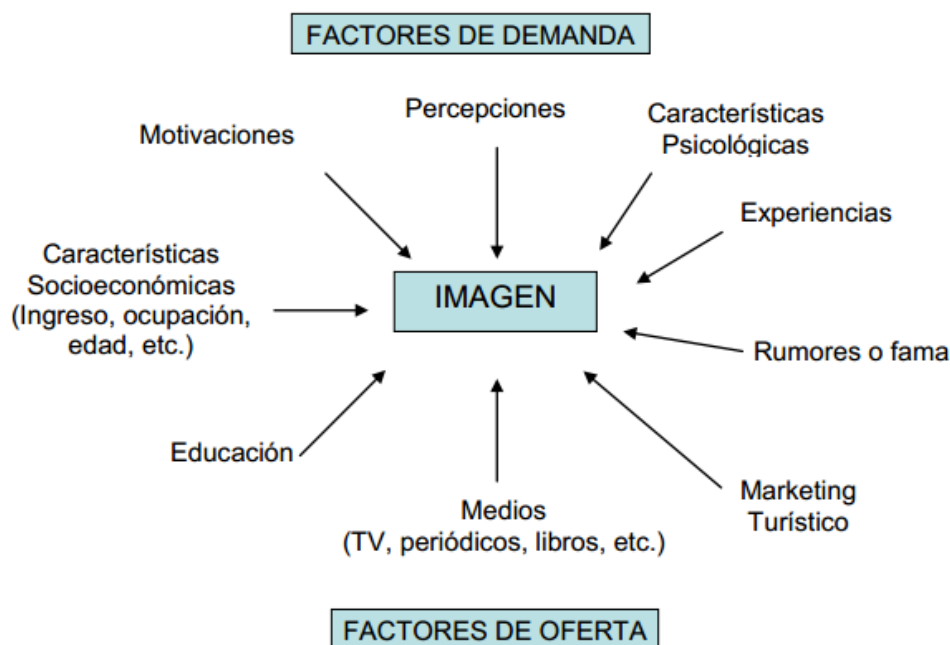 FACTORES DE DEMANDA
Percepciones
Características
Psicológicas
Motivaciones
Experiencias
Características
Socioeconómicas
(Ingreso, ocupación,
edad, etc.)
IMAGEN
Rumores o fama
Educación
Medios
(TV, periódicos, libros, etc.)
Marketing
Turístico
FACTORES DE OFERTA